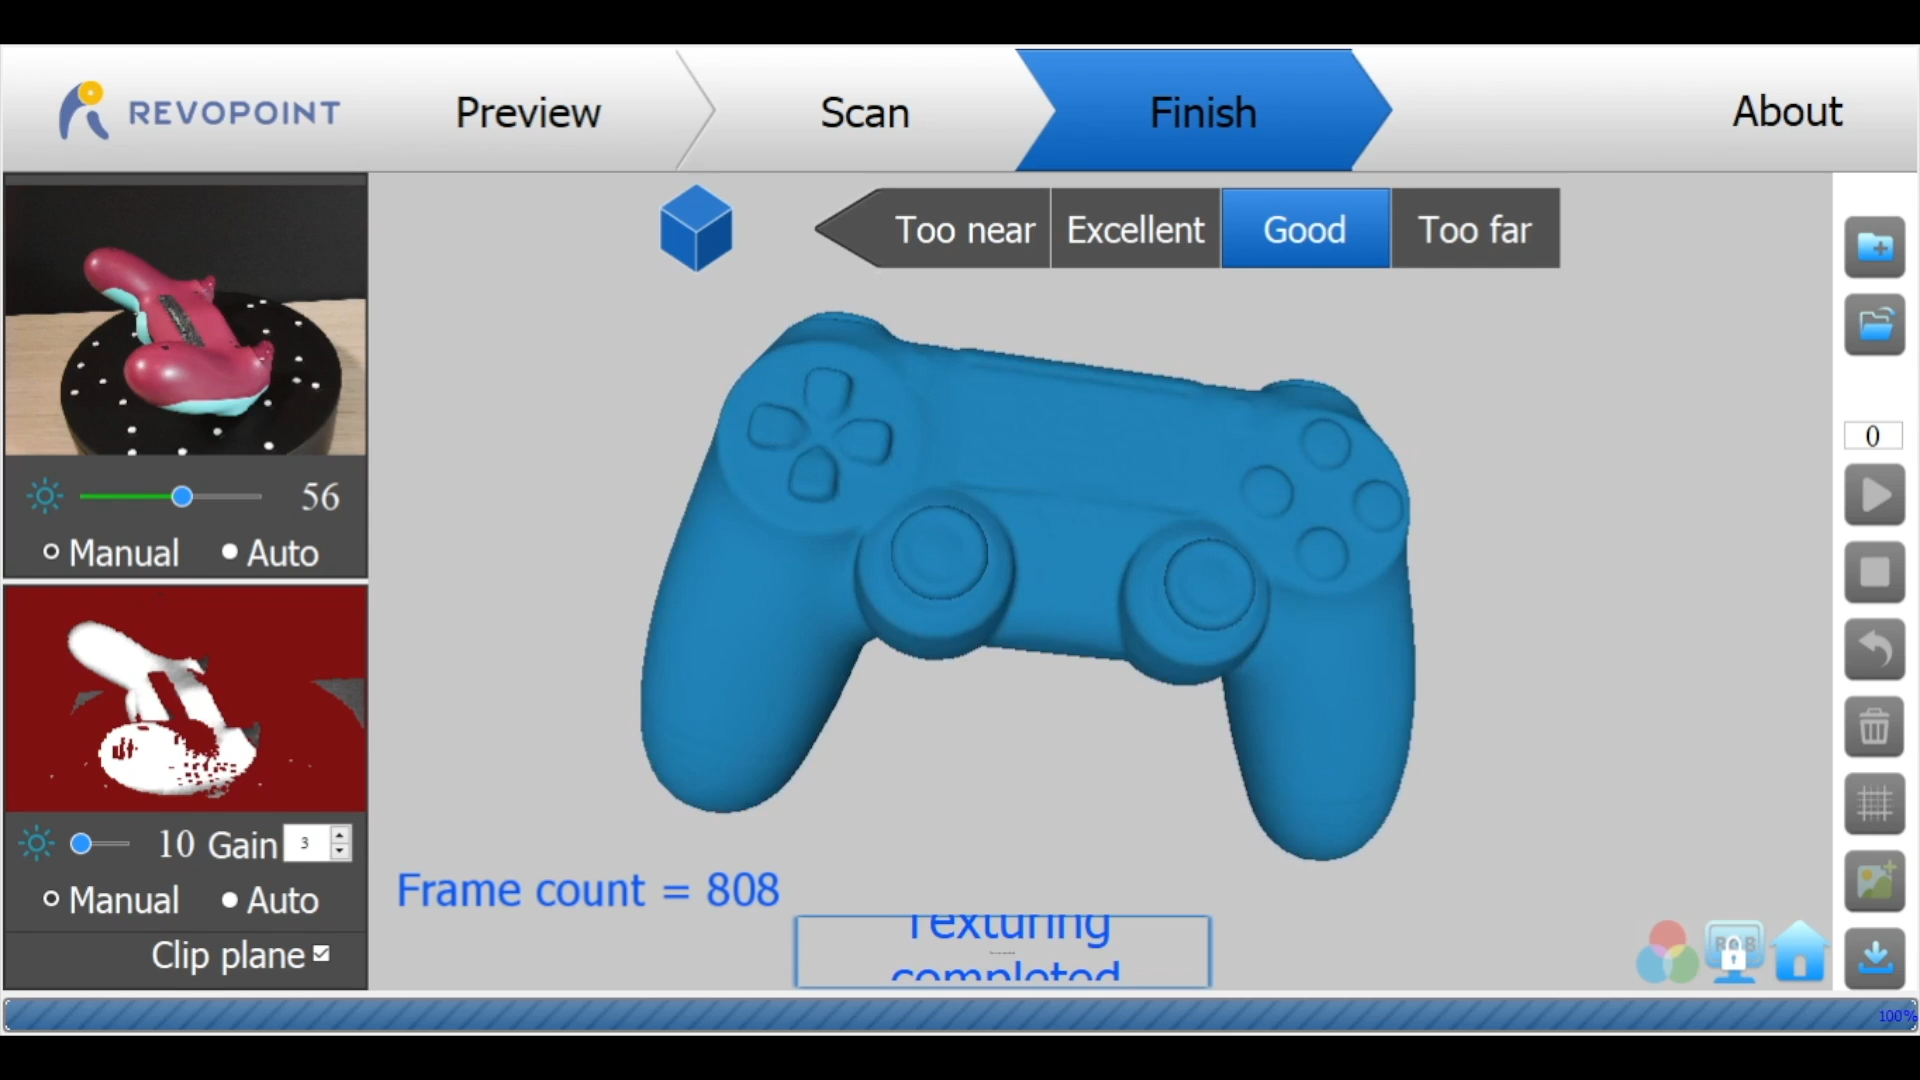 REVOPOINT
Preview
Scan
Finish
About
Too near
Excellent
Good
Too far
56
Manual
Auto
10
Gain
3
Manual
Auto
Clip plane
0
Frame count = 808
Texturing
completed
RGB
100%